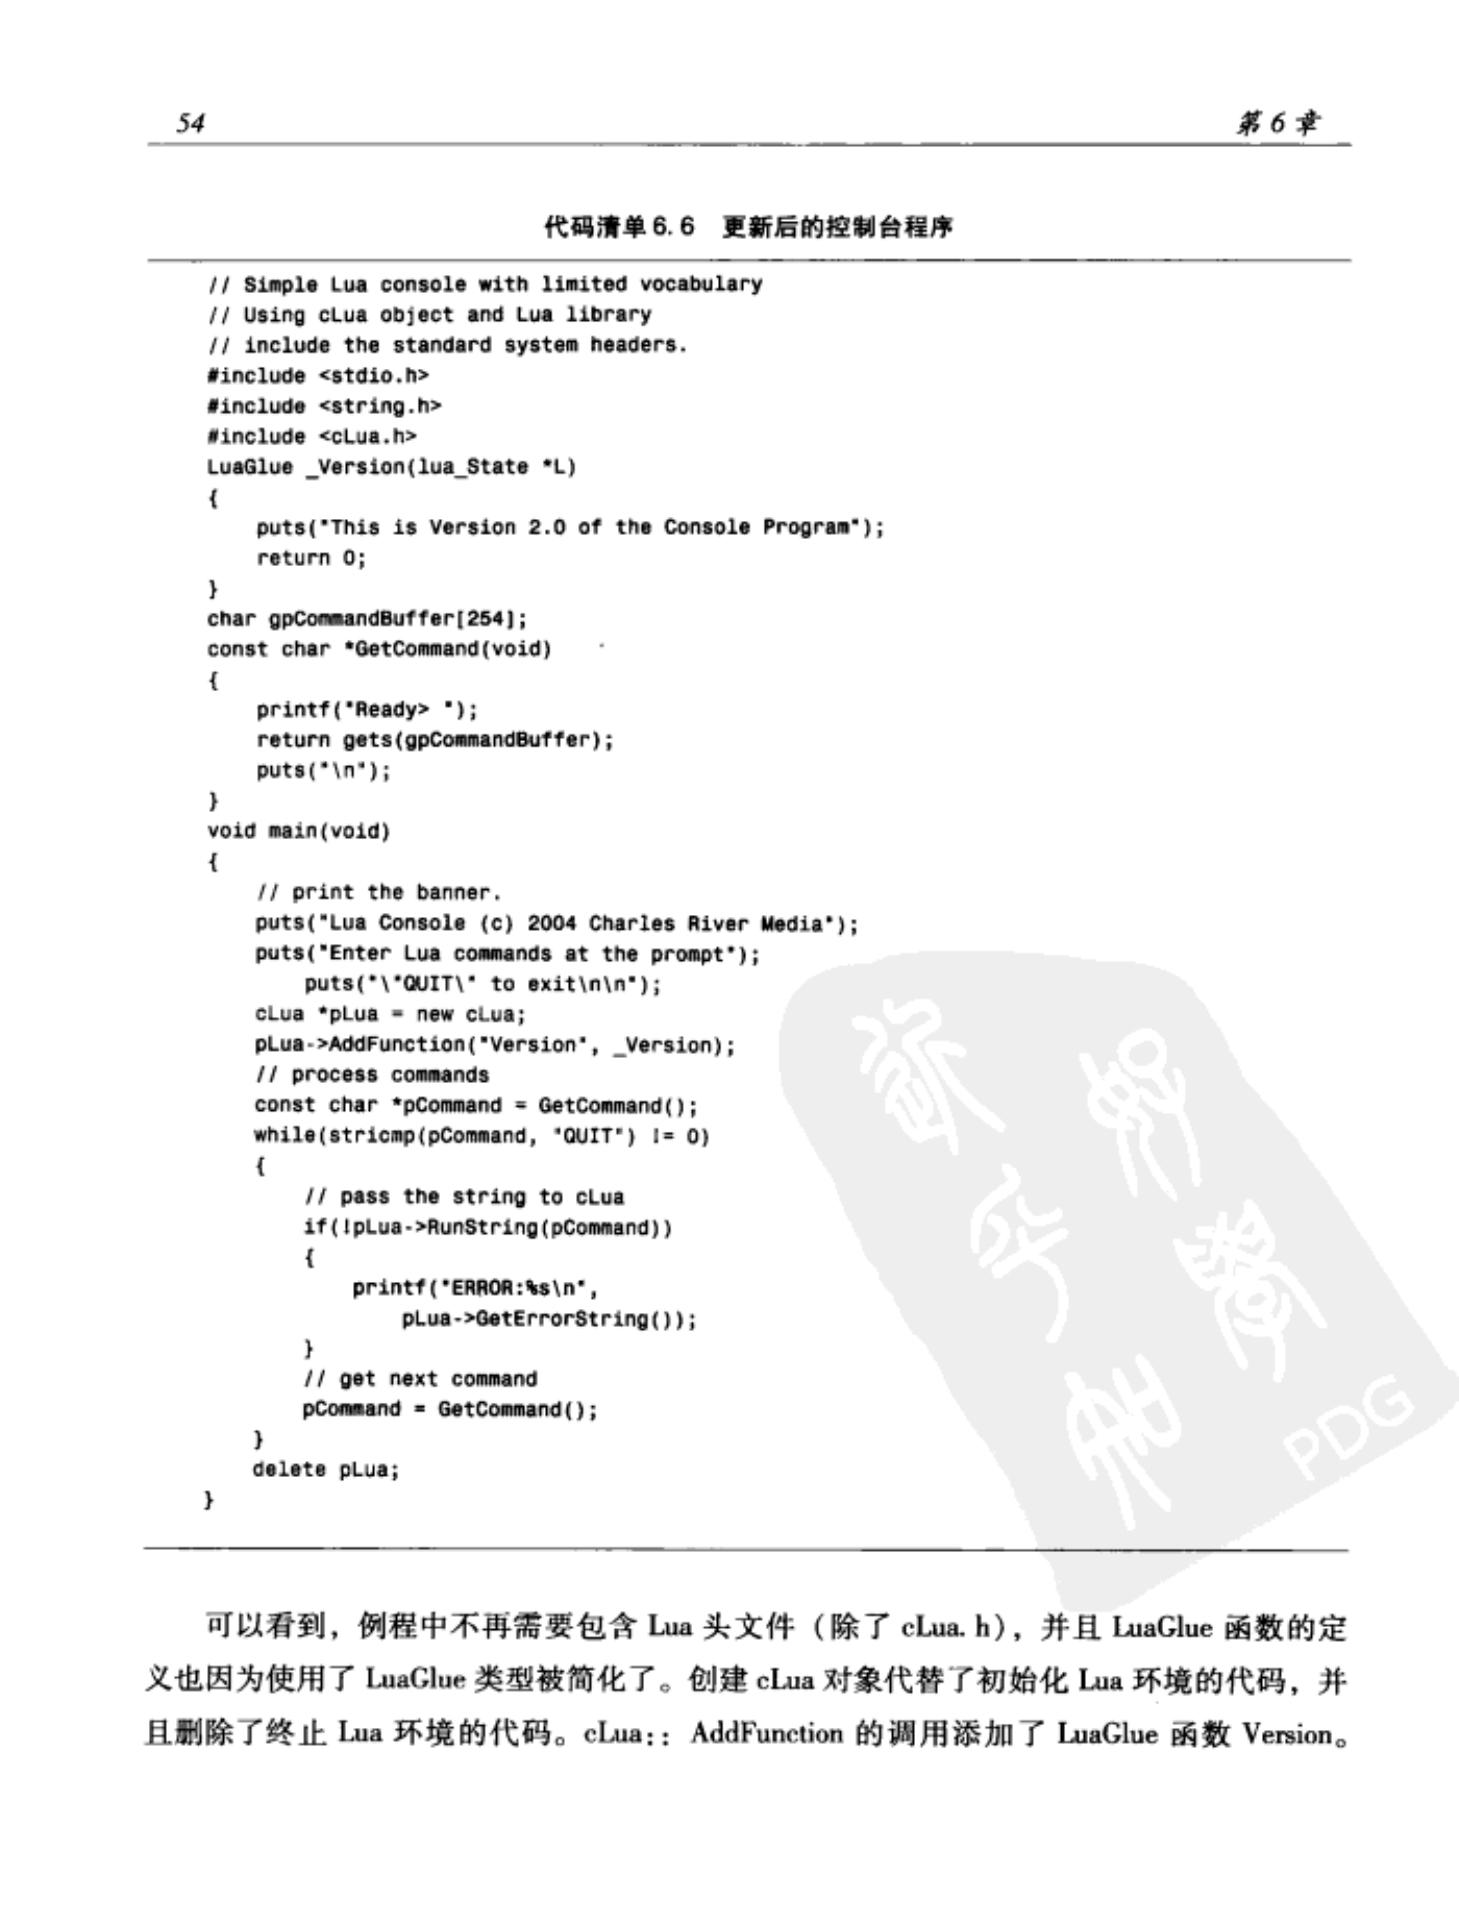 54
第6章
代码清单6.6 更新后的控制台程序
// Simple Lua console with limited vocabulary
// Using cLua object and Lua library
// include the standard system headers.
#include <stdio.h>
#include <string.h>
#include <cLua.h>
LuaGlue _Version(lua_State *L)
{
puts("This is Version 2.0 of the Console Program");
return 0;
}
char gpCommandBuffer[254];
const char *GetCommand(void)
{
printf("Ready> ");
return gets(gpCommandBuffer);
puts("\n");
}
void main(void)
{
// print the banner.
puts("Lua Console (c) 2004 Charles River Media");
puts("Enter Lua commands at the prompt");
puts("\"QUIT\" to exit\n\n");
cLua *pLua = new cLua;
pLua->AddFunction("Version", _Version);
// process commands
const char *pCommand = GetCommand();
while(stricmp(pCommand, "QUIT") != 0)
{
// pass the string to cLua
if(!pLua->RunString(pCommand))
{
printf("ERROR:%s\n",
pLua->GetErrorString());
}
// get next command
pCommand = GetCommand();
}
delete pLua;
}
PDG
可以看到，例程中不再需要包含 Lua 头文件（除了 cLua. h），并且 LuaGlue 函数的定
义也因为使用了 LuaGlue 类型被简化了。创建 cLua 对象代替了初始化 Lua 环境的代码，并
且删除了终止 Lua 环境的代码。cLua:: AddFunction 的调用添加了 LuaGlue 函数 Version。